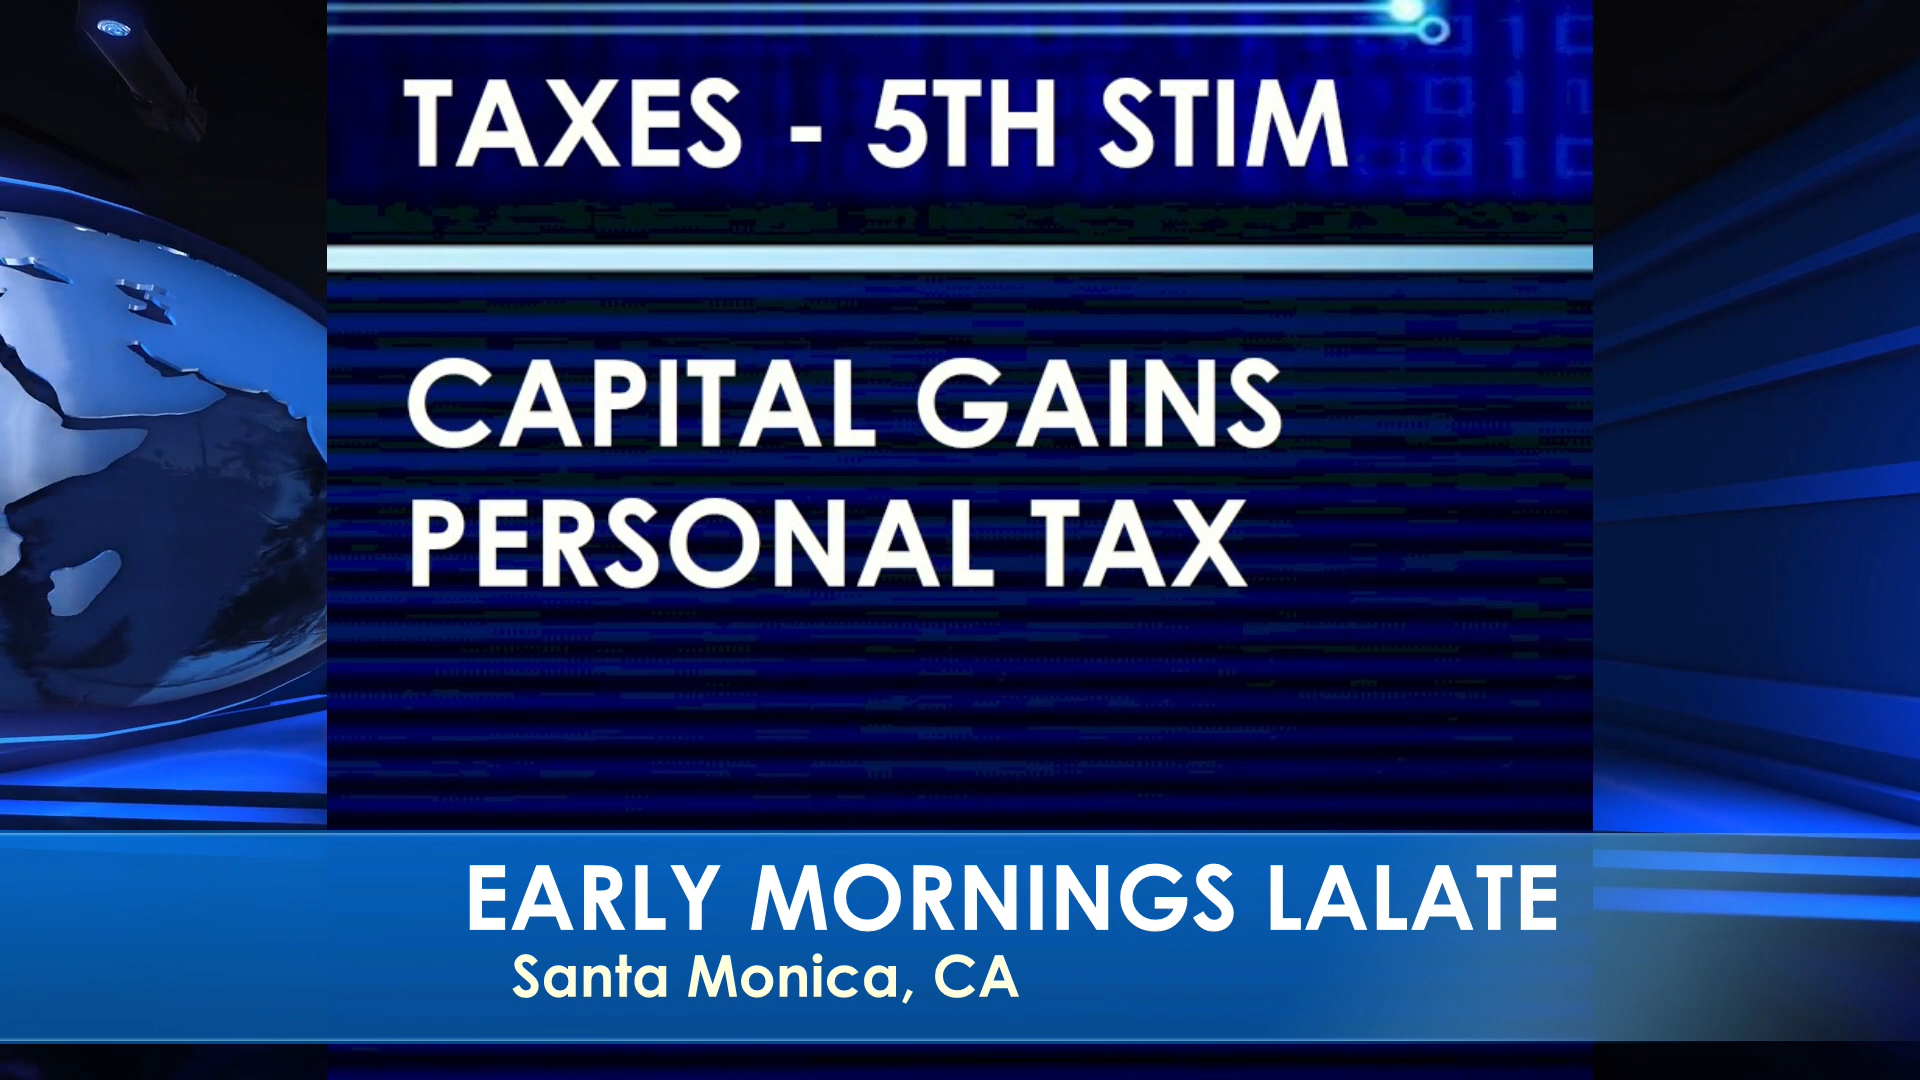 TAXES - 5TH STIM
CAPITAL GAINS
PERSONAL TAX
EARLY MORNINGS LALATE
Santa Monica, CA